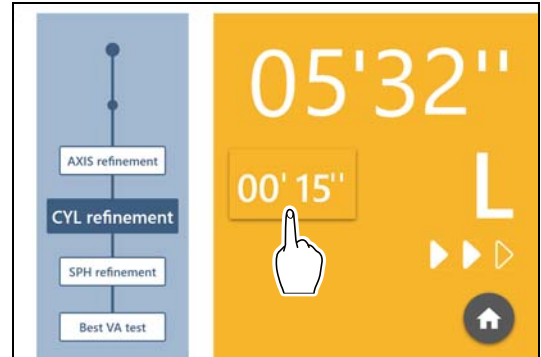 AXIS refinement
CYL refinement
SPH refinement
Best VA test
05'32''
00' 15''
L